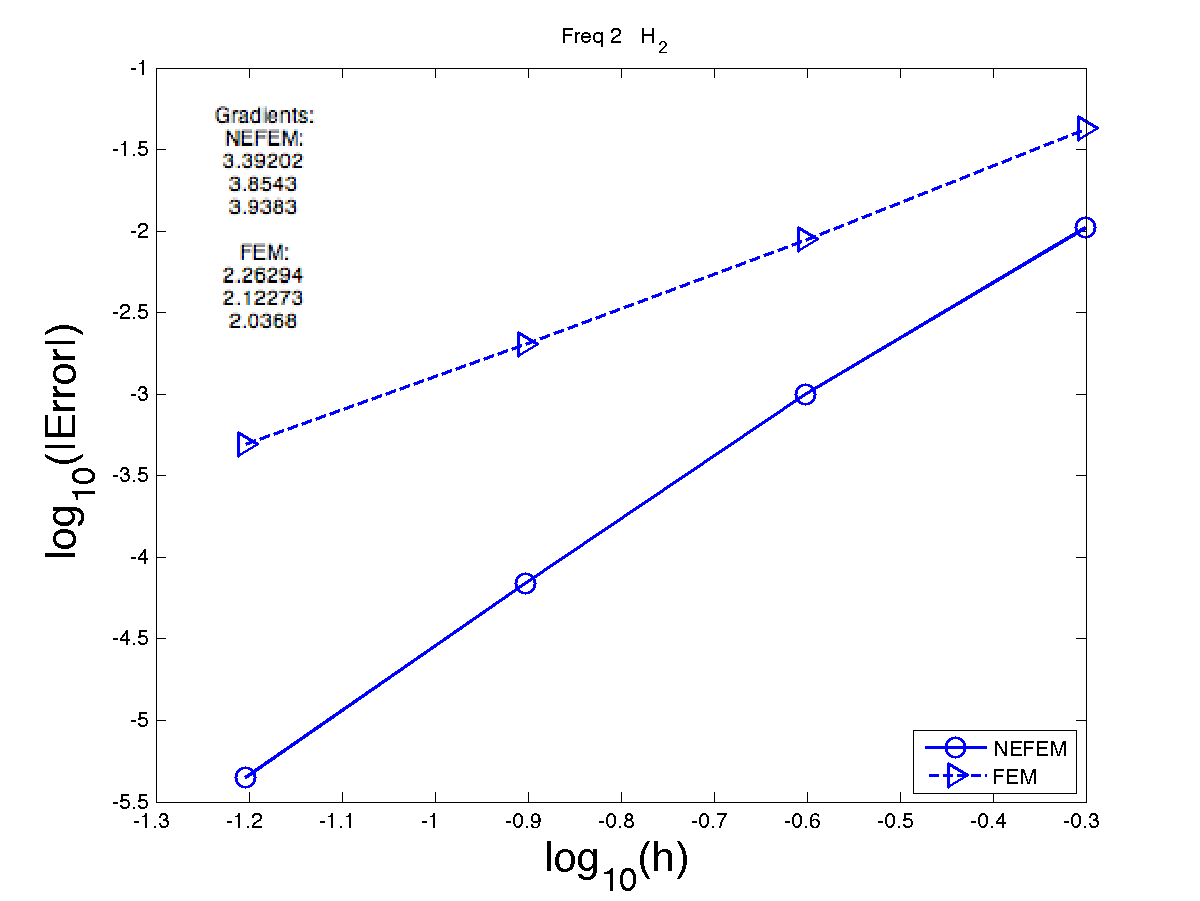 Freq 2 H2
-1
-1.5
-2
-2.5
-3
-3.5
-4
-4.5
-5
-5.5
Gradients:
NEFEM:
3.39202
3.8543
3.9383
FEM:
2.26294
2.12273
2.0368
log10(|Error|)
NEFEM
FEM
-1.3 -1.2 -1.1 -1 -0.9 -0.8 -0.7 -0.6 -0.5 -0.4 -0.3
log10(h)